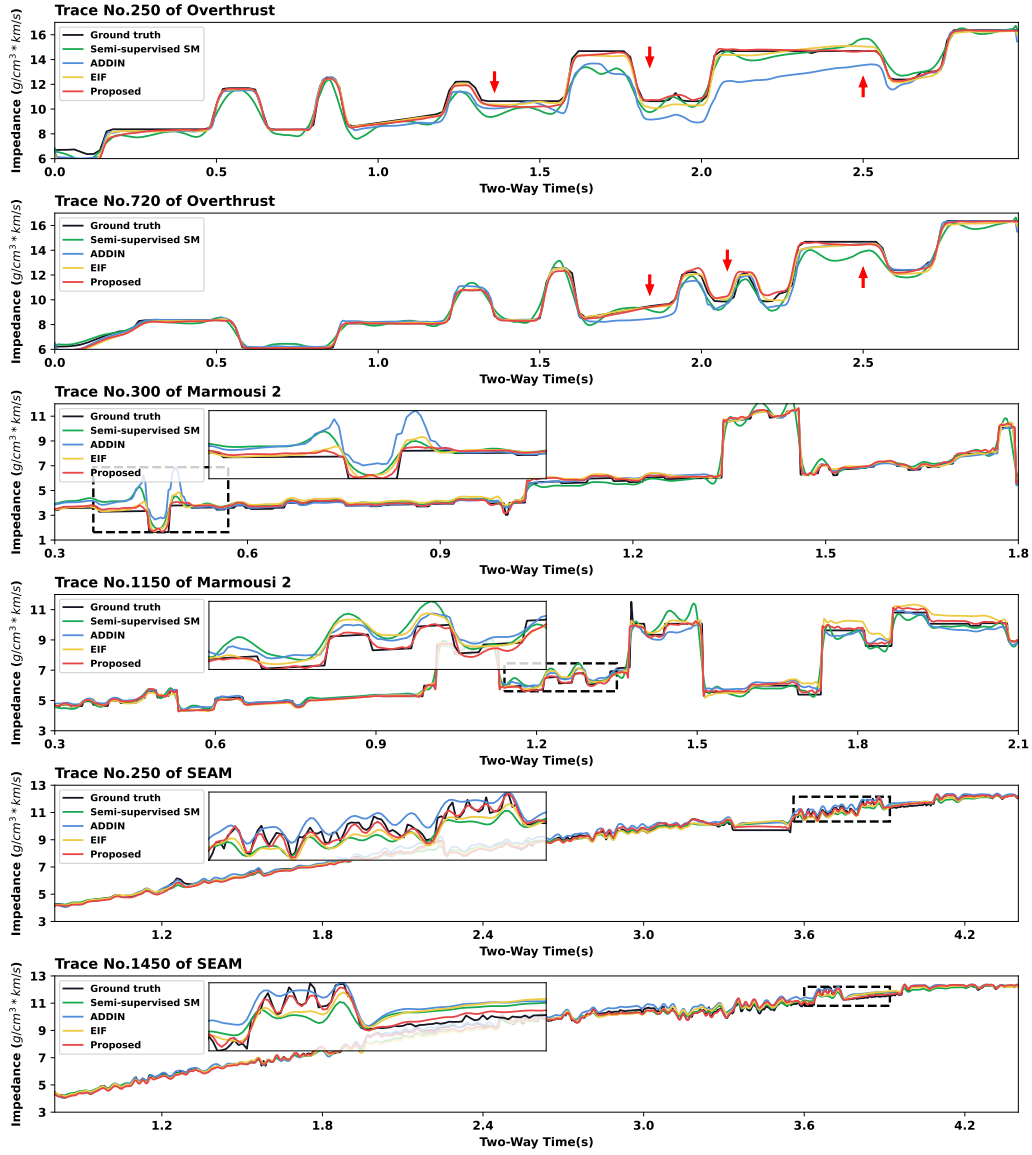 Trace No.250 of Overthrust
Impedance (g/cm³∗km/s)
16
14
12
10
8
6
Ground truth
Semi-supervised SM
ADDIN
EIF
Proposed
0.0 0.5 1.0 1.5 2.0 2.5
Two-Way Time(s)
Trace No.720 of Overthrust
Impedance (g/cm³∗km/s)
16
14
12
10
8
6
Ground truth
Semi-supervised SM
ADDIN
EIF
Proposed
0.0 0.5 1.0 1.5 2.0 2.5
Two-Way Time(s)
Trace No.300 of Marmousi 2
Impedance (g/cm³∗km/s)
11
9
7
5
3
1
Ground truth
Semi-supervised SM
ADDIN
EIF
Proposed
0.3 0.6 0.9 1.2 1.5 1.8
Two-Way Time(s)
Trace No.1150 of Marmousi 2
Impedance (g/cm³∗km/s)
11
9
7
5
3
Ground truth
Semi-supervised SM
ADDIN
EIF
Proposed
0.3 0.6 0.9 1.2 1.5 1.8 2.1
Two-Way Time(s)
Trace No.250 of SEAM
Impedance (g/cm³∗km/s)
13
11
9
7
5
3
Ground truth
Semi-supervised SM
ADDIN
EIF
Proposed
1.2 1.8 2.4 3.0 3.6 4.2
Two-Way Time(s)
Trace No.1450 of SEAM
Impedance (g/cm³∗km/s)
13
11
9
7
5
3
Ground truth
Semi-supervised SM
ADDIN
EIF
Proposed
1.2 1.8 2.4 3.0 3.6 4.2
Two-Way Time(s)